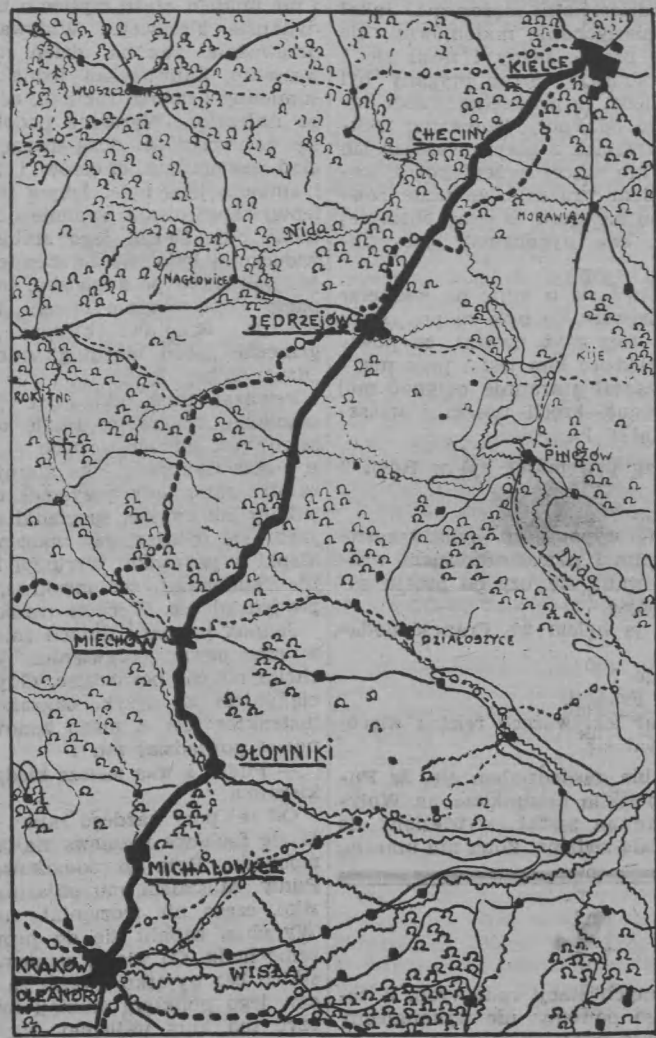 KIELCE
WŁOSZCZOWA
CHĘCINY
MORAWICA
Nida
NAGŁOWICE
JĘDRZEJÓW
KIJE
ROKITNO
PIŃCZÓW
Nida
MIECHÓW
DZIAŁOSZYCE
SŁOMNIKI
MICHAŁOWICE
KRAKÓW
WISŁA
OLEANDRY